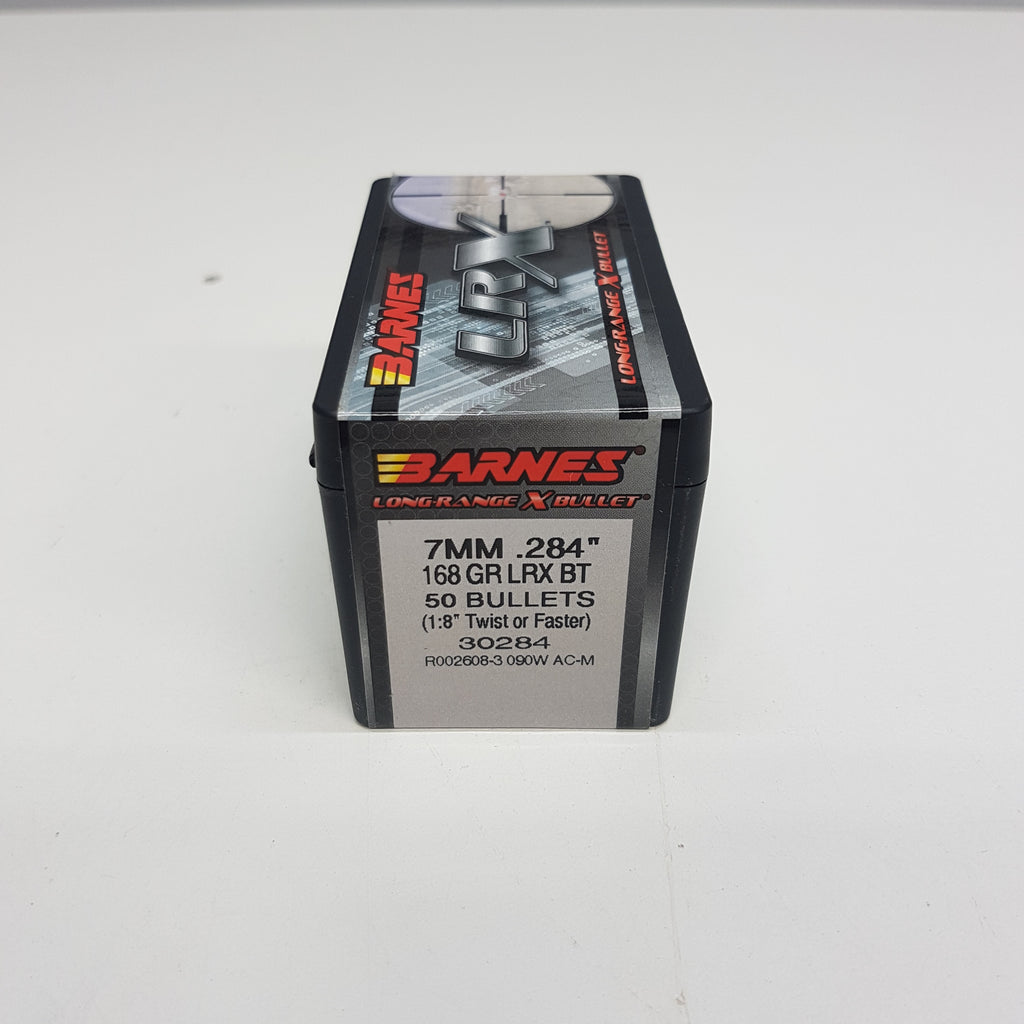 BARNES
LRX
LONG-RANGE X BULLET
BARNES®
LONG-RANGE X BULLET®
7MM .284"
168 GR LRX BT
50 BULLETS
(1:8" Twist or Faster)
30284
R002608-3 090W AC-M